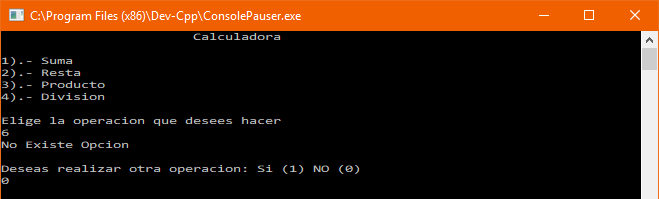 C:\Program Files (x86)\Dev-Cpp\ConsolePauser.exe
Calculadora
1).- Suma
2).- Resta
3).- Producto
4).- Division
Elige la operacion que desees hacer
6
No Existe Opcion
Deseas realizar otra operacion: Si (1) NO (0)
0